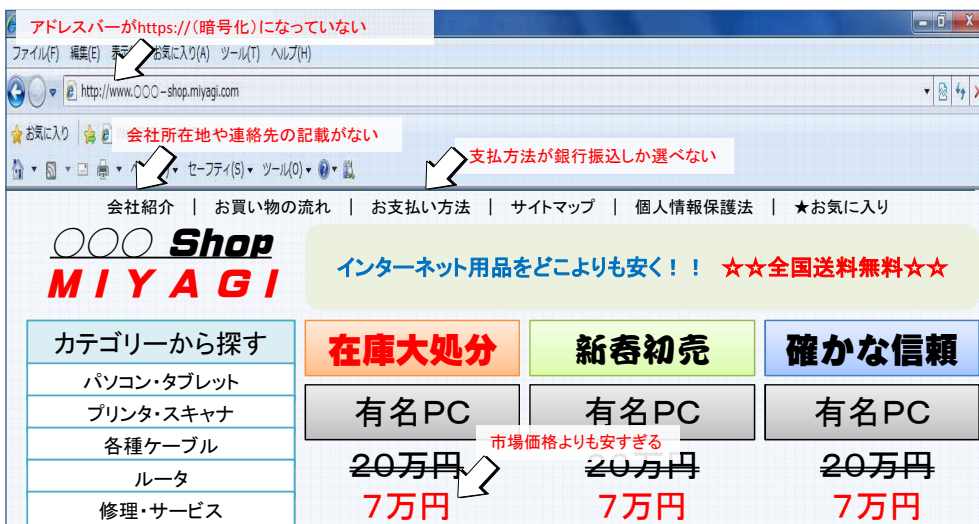 アドレスバーがhttps://（暗号化）になっていない
ファイル(F) 編集(E) お気に入り(A) ツール(T) ヘルプ(H)
http://www.○○○-shop.miyagi.com
お気に入り
会社所在地や連絡先の記載がない
支払方法が銀行振込しか選べない
セーフティ(S) ツール(O)
会社紹介 | お買い物の流れ | お支払い方法 | サイトマップ | 個人情報保護法 | ★お気に入り
○○○ Shop
MIYAGI
インターネット用品をどこよりも安く！！ ☆☆全国送料無料☆☆
カテゴリーから探す
パソコン・タブレット
プリンタ・スキャナ
各種ケーブル
ルータ
修理・サービス
在庫大処分 新春初売 確かな信頼
有名PC 有名PC 有名PC
市場価格よりも安すぎる
20万円 20万円 20万円
7万円 7万円 7万円